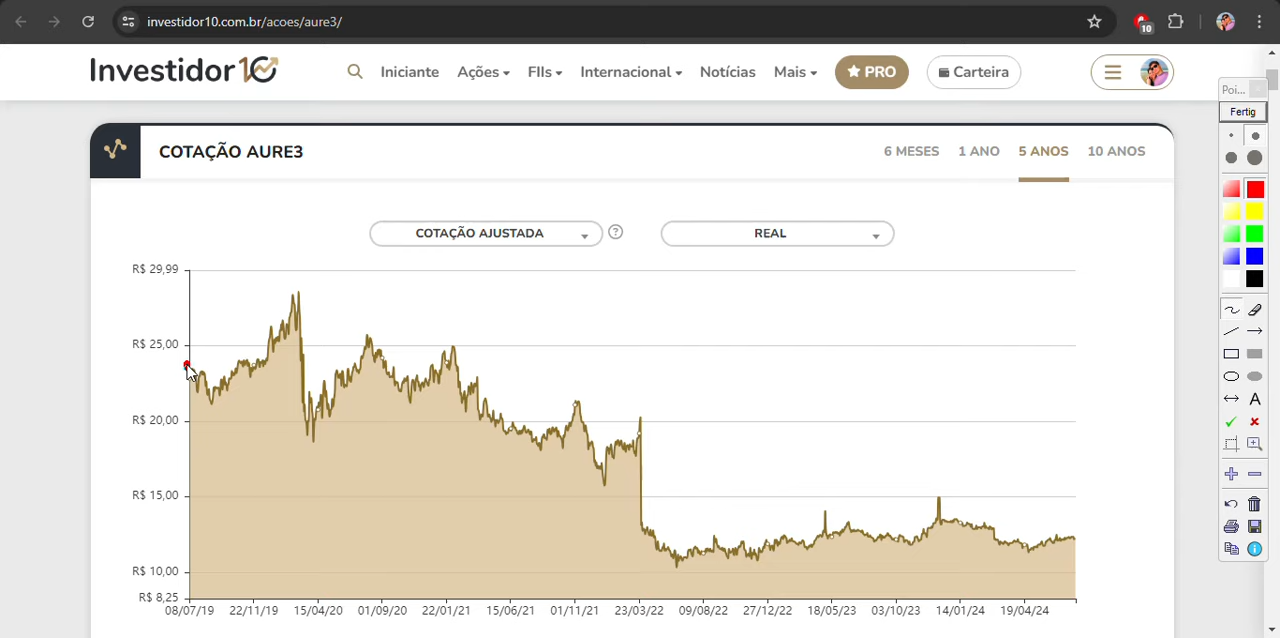 investidor10.com.br/acoes/aure3/
10
Investidor 10
Iniciante Ações FIIs Internacional Notícias Mais PRO Carteira
Poi...
Fertig
COTAÇÃO AURE3
6 MESES 1 ANO 5 ANOS 10 ANOS
COTAÇÃO AJUSTADA ? REAL
R$ 29,99
R$ 25,00
R$ 20,00
R$ 15,00
R$ 10,00
R$ 8,25
08/07/19 22/11/19 15/04/20 01/09/20 22/01/21 15/06/21 01/11/21 23/03/22 09/08/22 27/12/22 18/05/23 03/10/23 14/01/24 19/04/24
A